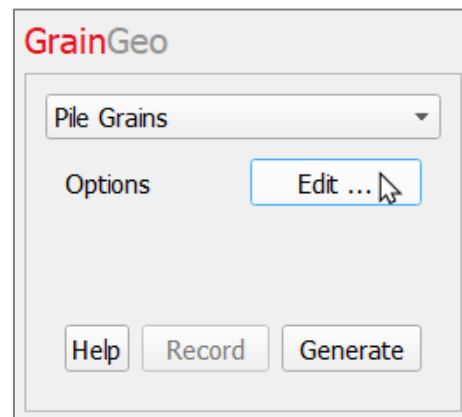 GrainGeo
Pile Grains
Options Edit ...
Help Record Generate